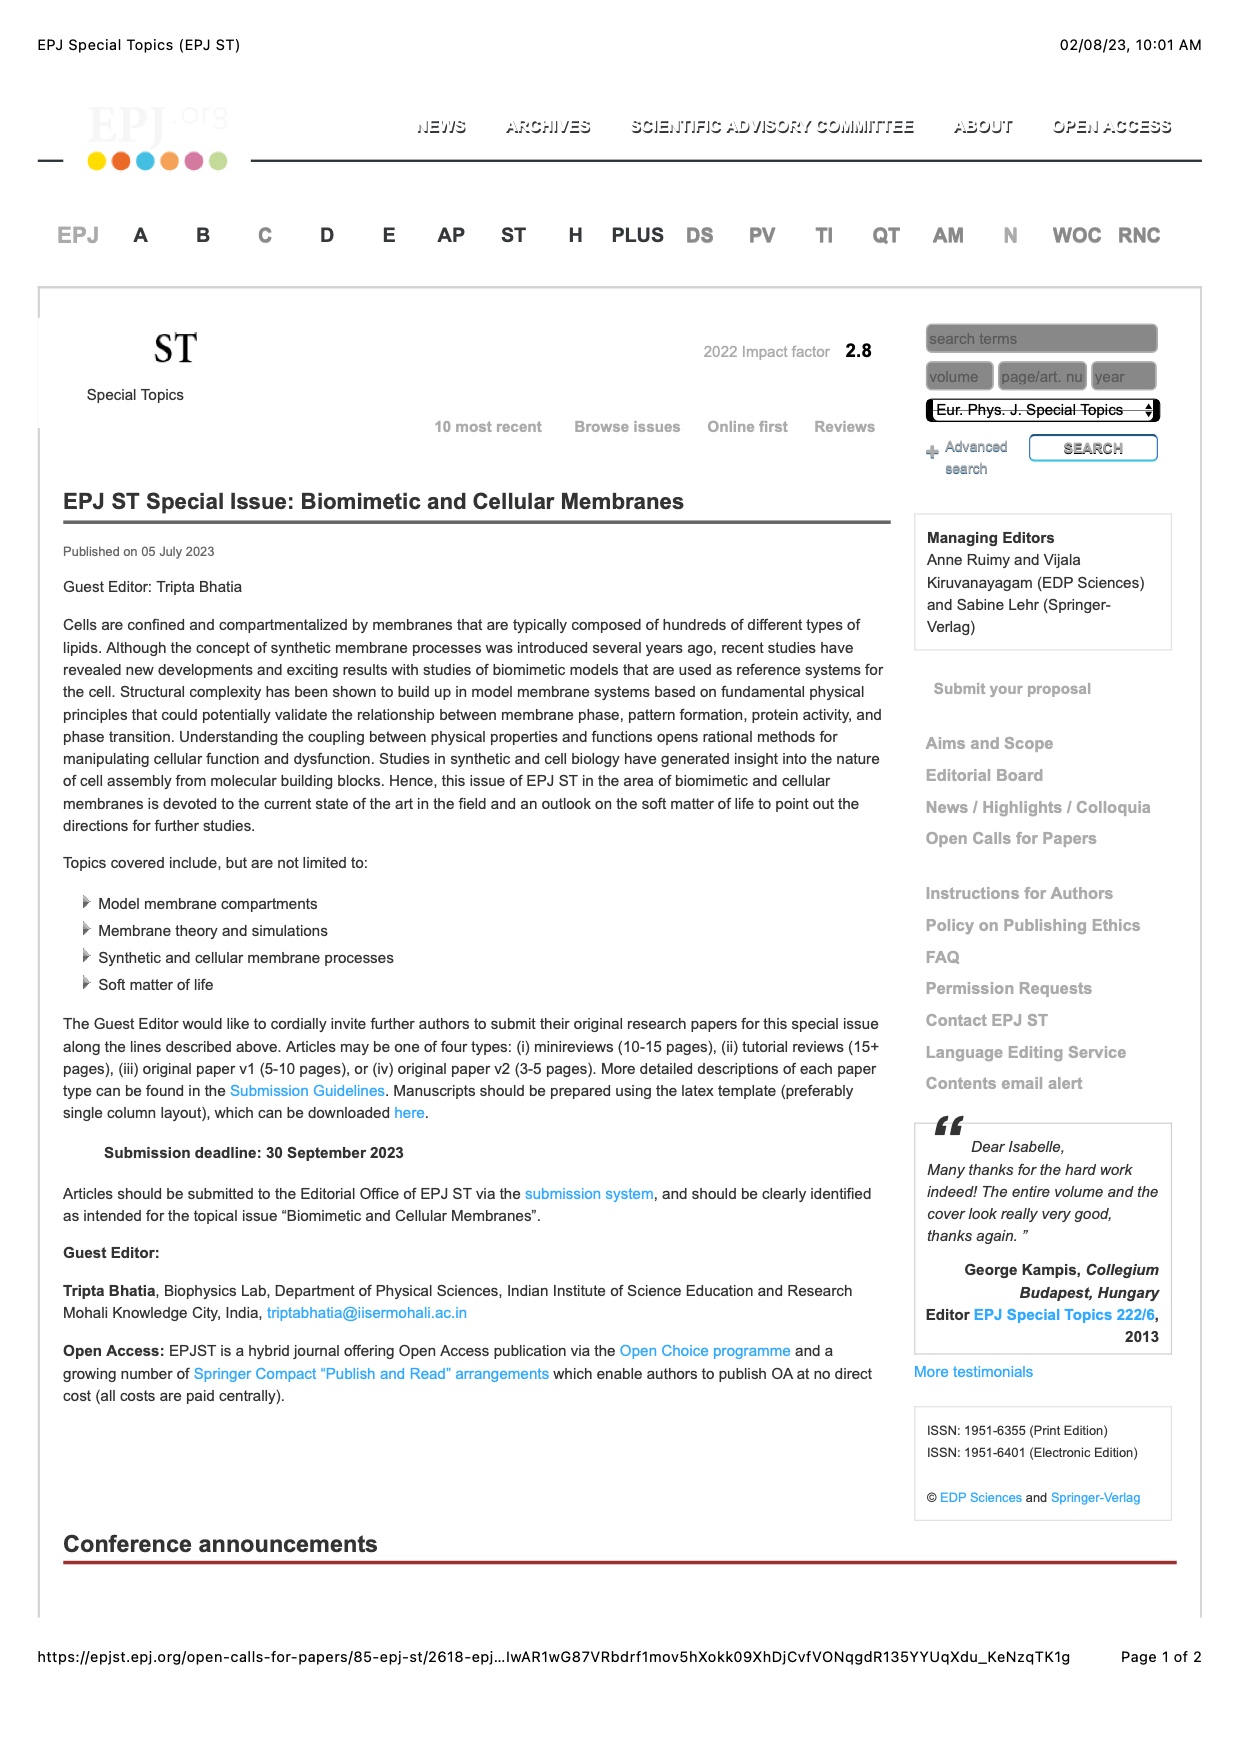 EPJ Special Topics (EPJ ST)
02/08/23, 10:01 AM
EPJ.org
NEWS ARCHIVES SCIENTIFIC ADVISORY COMMITTEE ABOUT OPEN ACCESS
EPJ A B C D E AP ST H PLUS DS PV TI QT AM N WOC RNC
ST
Special Topics
2022 Impact factor 2.8
10 most recent Browse issues Online first Reviews
EPJ ST Special Issue: Biomimetic and Cellular Membranes
Published on 05 July 2023
Guest Editor: Tripta Bhatia
Cells are confined and compartmentalized by membranes that are typically composed of hundreds of different types of
lipids. Although the concept of synthetic membrane processes was introduced several years ago, recent studies have
revealed new developments and exciting results with studies of biomimetic models that are used as reference systems for
the cell. Structural complexity has been shown to build up in model membrane systems based on fundamental physical
principles that could potentially validate the relationship between membrane phase, pattern formation, protein activity, and
phase transition. Understanding the coupling between physical properties and functions opens rational methods for
manipulating cellular function and dysfunction. Studies in synthetic and cell biology have generated insight into the nature
of cell assembly from molecular building blocks. Hence, this issue of EPJ ST in the area of biomimetic and cellular
membranes is devoted to the current state of the art in the field and an outlook on the soft matter of life to point out the
directions for further studies.
Topics covered include, but are not limited to:
Model membrane compartments
Membrane theory and simulations
Synthetic and cellular membrane processes
Soft matter of life
The Guest Editor would like to cordially invite further authors to submit their original research papers for this special issue
along the lines described above. Articles may be one of four types: (i) minireviews (10-15 pages), (ii) tutorial reviews (15+
pages), (iii) original paper v1 (5-10 pages), or (iv) original paper v2 (3-5 pages). More detailed descriptions of each paper
type can be found in the Submission Guidelines. Manuscripts should be prepared using the latex template (preferably
single column layout), which can be downloaded here.
Submission deadline: 30 September 2023
Articles should be submitted to the Editorial Office of EPJ ST via the submission system, and should be clearly identified
as intended for the topical issue “Biomimetic and Cellular Membranes”.
Guest Editor:
Tripta Bhatia, Biophysics Lab, Department of Physical Sciences, Indian Institute of Science Education and Research
Mohali Knowledge City, India, triptabhatia@iisermohali.ac.in
Open Access: EPJST is a hybrid journal offering Open Access publication via the Open Choice programme and a
growing number of Springer Compact “Publish and Read” arrangements which enable authors to publish OA at no direct
cost (all costs are paid centrally).
search terms
volume page/art. nu year
Eur. Phys. J. Special Topics
Advanced
search
SEARCH
Managing Editors
Anne Ruimy and Vijala
Kiruvanayagam (EDP Sciences)
and Sabine Lehr (Springer-
Verlag)
Submit your proposal
Aims and Scope
Editorial Board
News / Highlights / Colloquia
Open Calls for Papers
Instructions for Authors
Policy on Publishing Ethics
FAQ
Permission Requests
Contact EPJ ST
Language Editing Service
Contents email alert
“ Dear Isabelle,
Many thanks for the hard work
indeed! The entire volume and the
cover look really very good,
thanks again. ”
George Kampis, Collegium
Budapest, Hungary
Editor EPJ Special Topics 222/6,
2013
More testimonials
ISSN: 1951-6355 (Print Edition)
ISSN: 1951-6401 (Electronic Edition)
© EDP Sciences and Springer-Verlag
Conference announcements
https://epjst.epj.org/open-calls-for-papers/85-epj-st/2618-epj…IwAR1wG87VRbdrf1mov5hXokk09XhDjCvfVONqgdR135YYUqXdu_KeNzqTK1g
Page 1 of 2